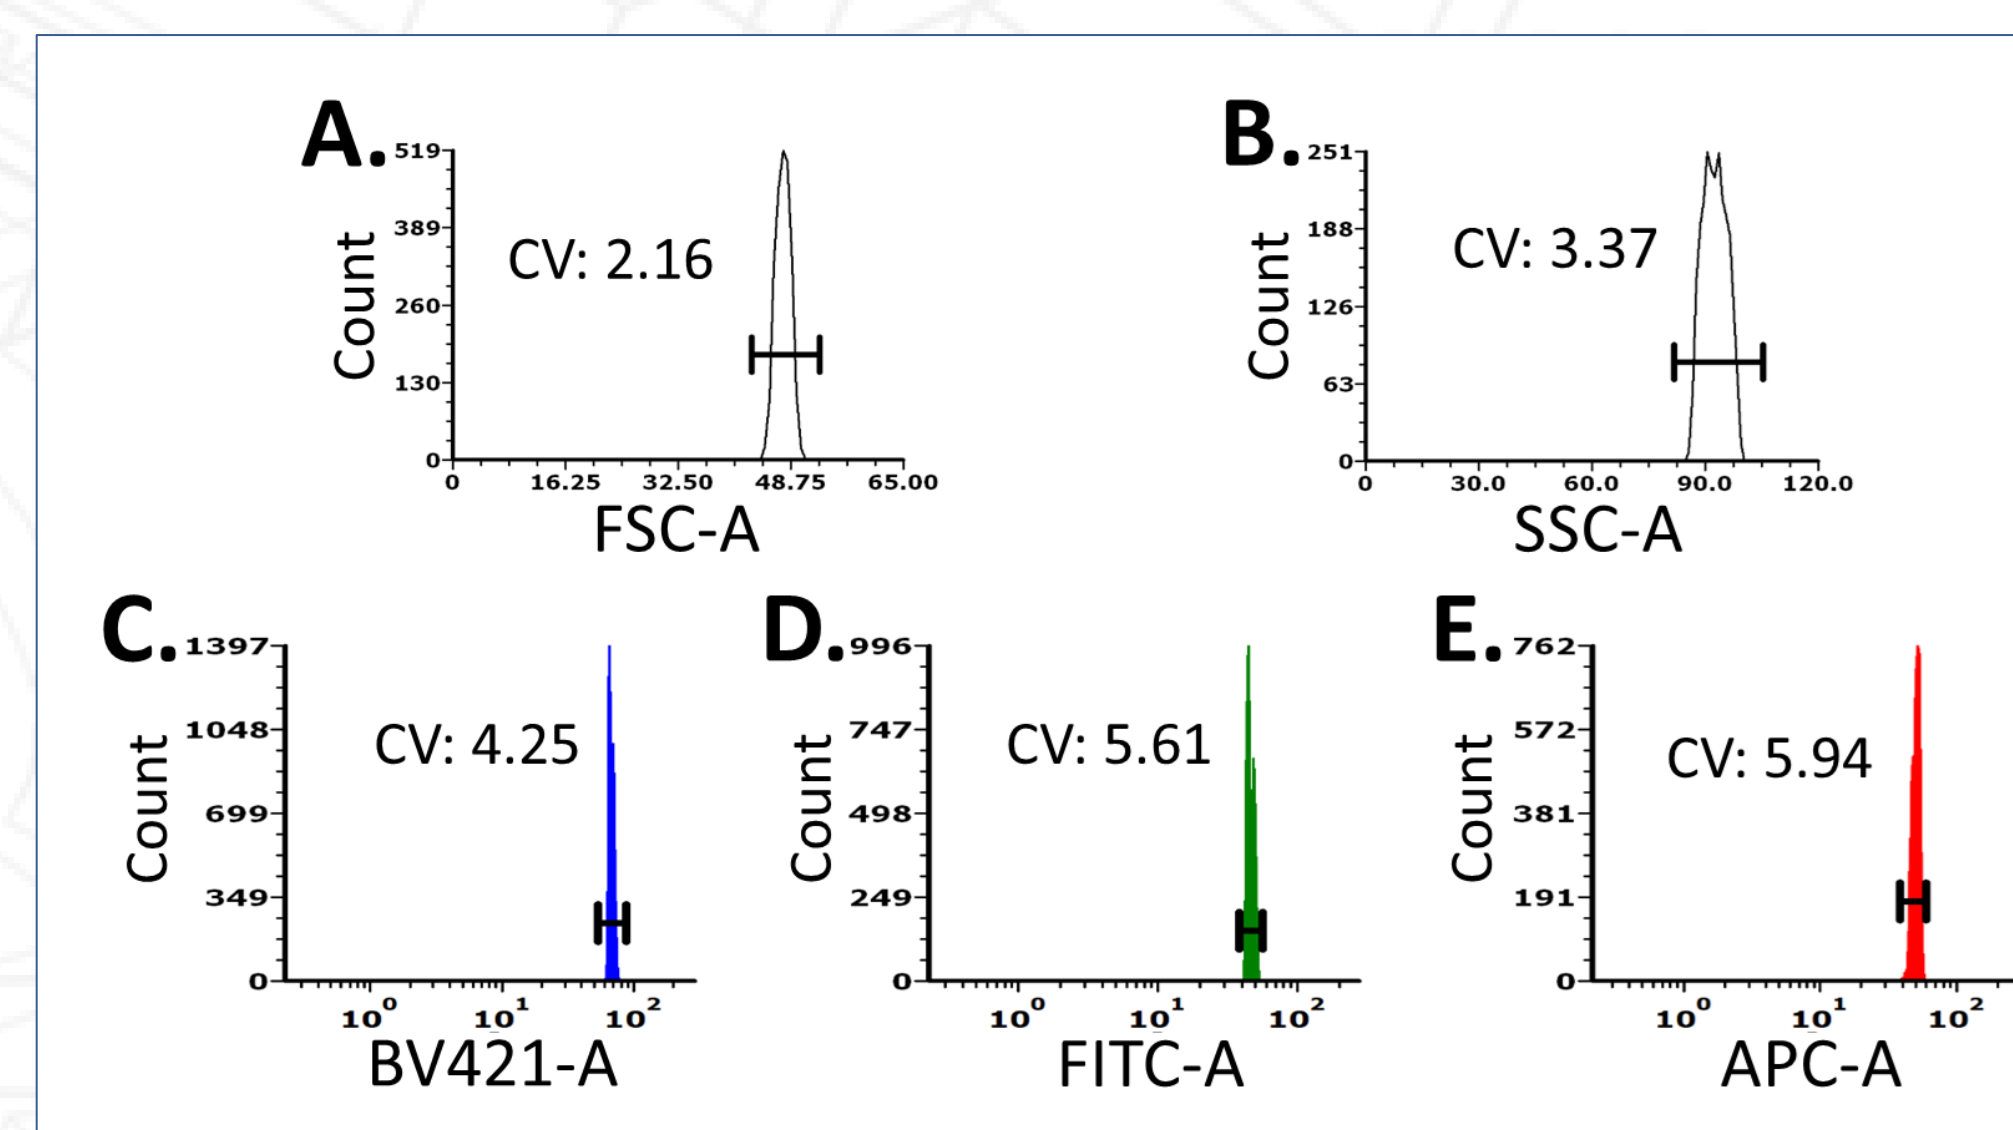 A.
519
389
260
130
0
Count
CV: 2.16
0 16.25 32.50 48.75 65.00
FSC-A
B.
251
188
126
63
0
Count
CV: 3.37
0 30.0 60.0 90.0 120.0
SSC-A
C.
1397
1048
699
349
0
Count
CV: 4.25
10⁰ 10¹ 10²
BV421-A
D.
996
747
498
249
0
Count
CV: 5.61
10⁰ 10¹ 10²
FITC-A
E.
762
572
381
191
0
Count
CV: 5.94
10⁰ 10¹ 10²
APC-A